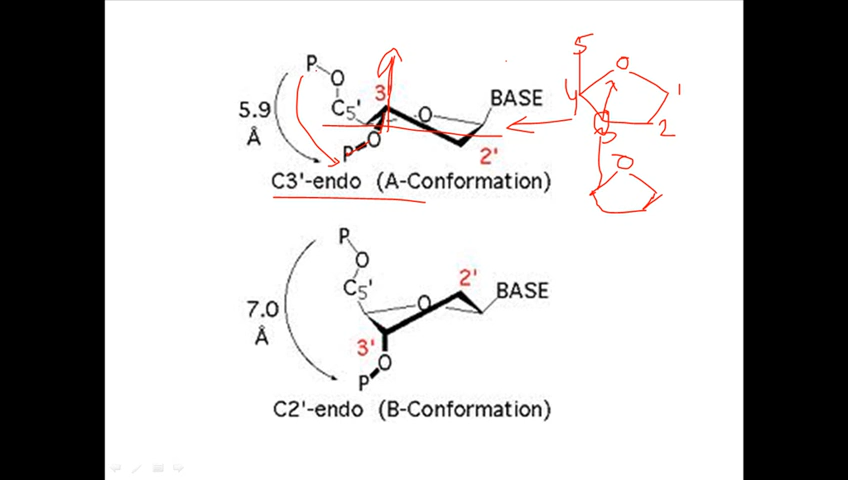 P
O
C5'
3'
O
BASE
5.9
Å
O
P
2'
C3'-endo (A-Conformation)
5
O
4
1
3
2
O
P
O
C5'
2'
BASE
7.0
Å
O
3'
O
P
C2'-endo (B-Conformation)